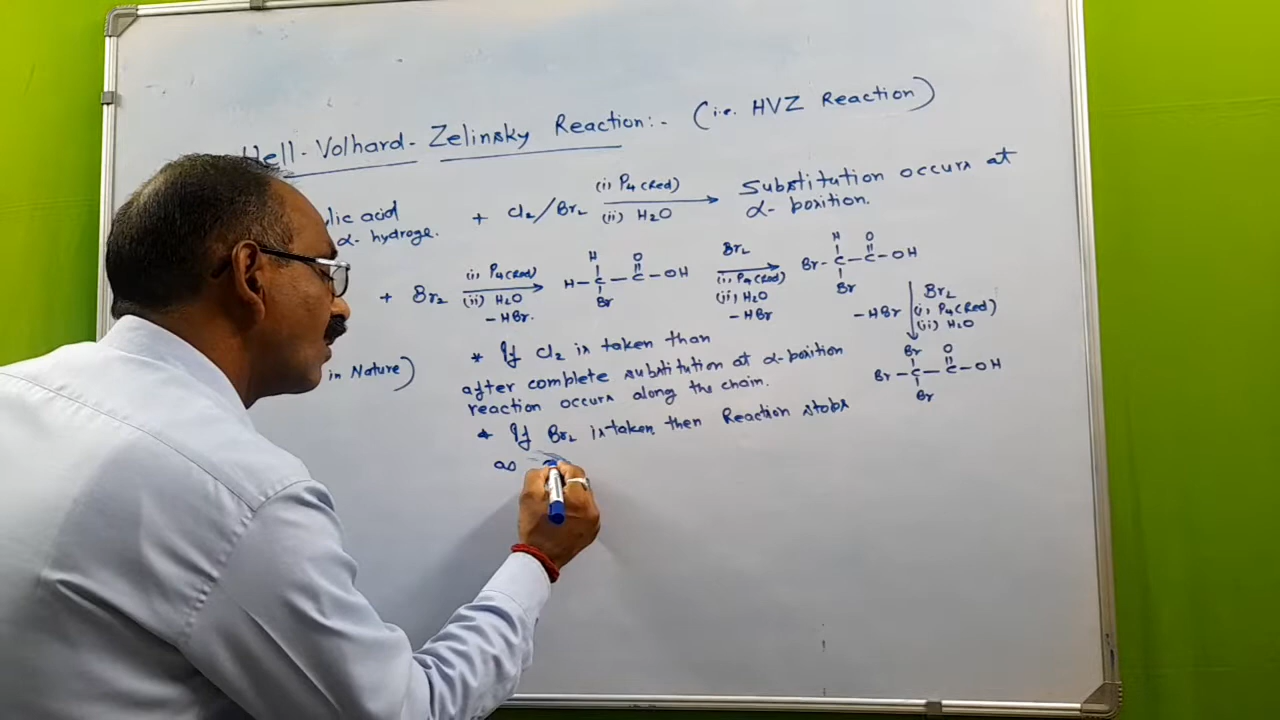 Hell-Volhard-Zelinsky Reaction:- (i.e. HVZ Reaction)
lic acid + Cl₂/Br₂ (i) P₄ (Red) (ii) H₂O → Substitution occurs at
α- hydroge. α- position.
+ Br₂ (i) P₄ (Red) (ii) H₂O - HBr. →
H
O
H-C-C-OH
Br
Br₂ (i) P₄ (Red) (ii) H₂O - HBr →
H
O
Br-C-C-OH
Br
- HBr ↓ Br₂ (i) P₄ (Red) (ii) H₂O
Br
O
Br-C-C-OH
Br
in Nature)
* If Cl₂ is taken than
after complete substitution at α-position
reaction occurs along the chain.
* If Br₂ is taken then Reaction stops
as